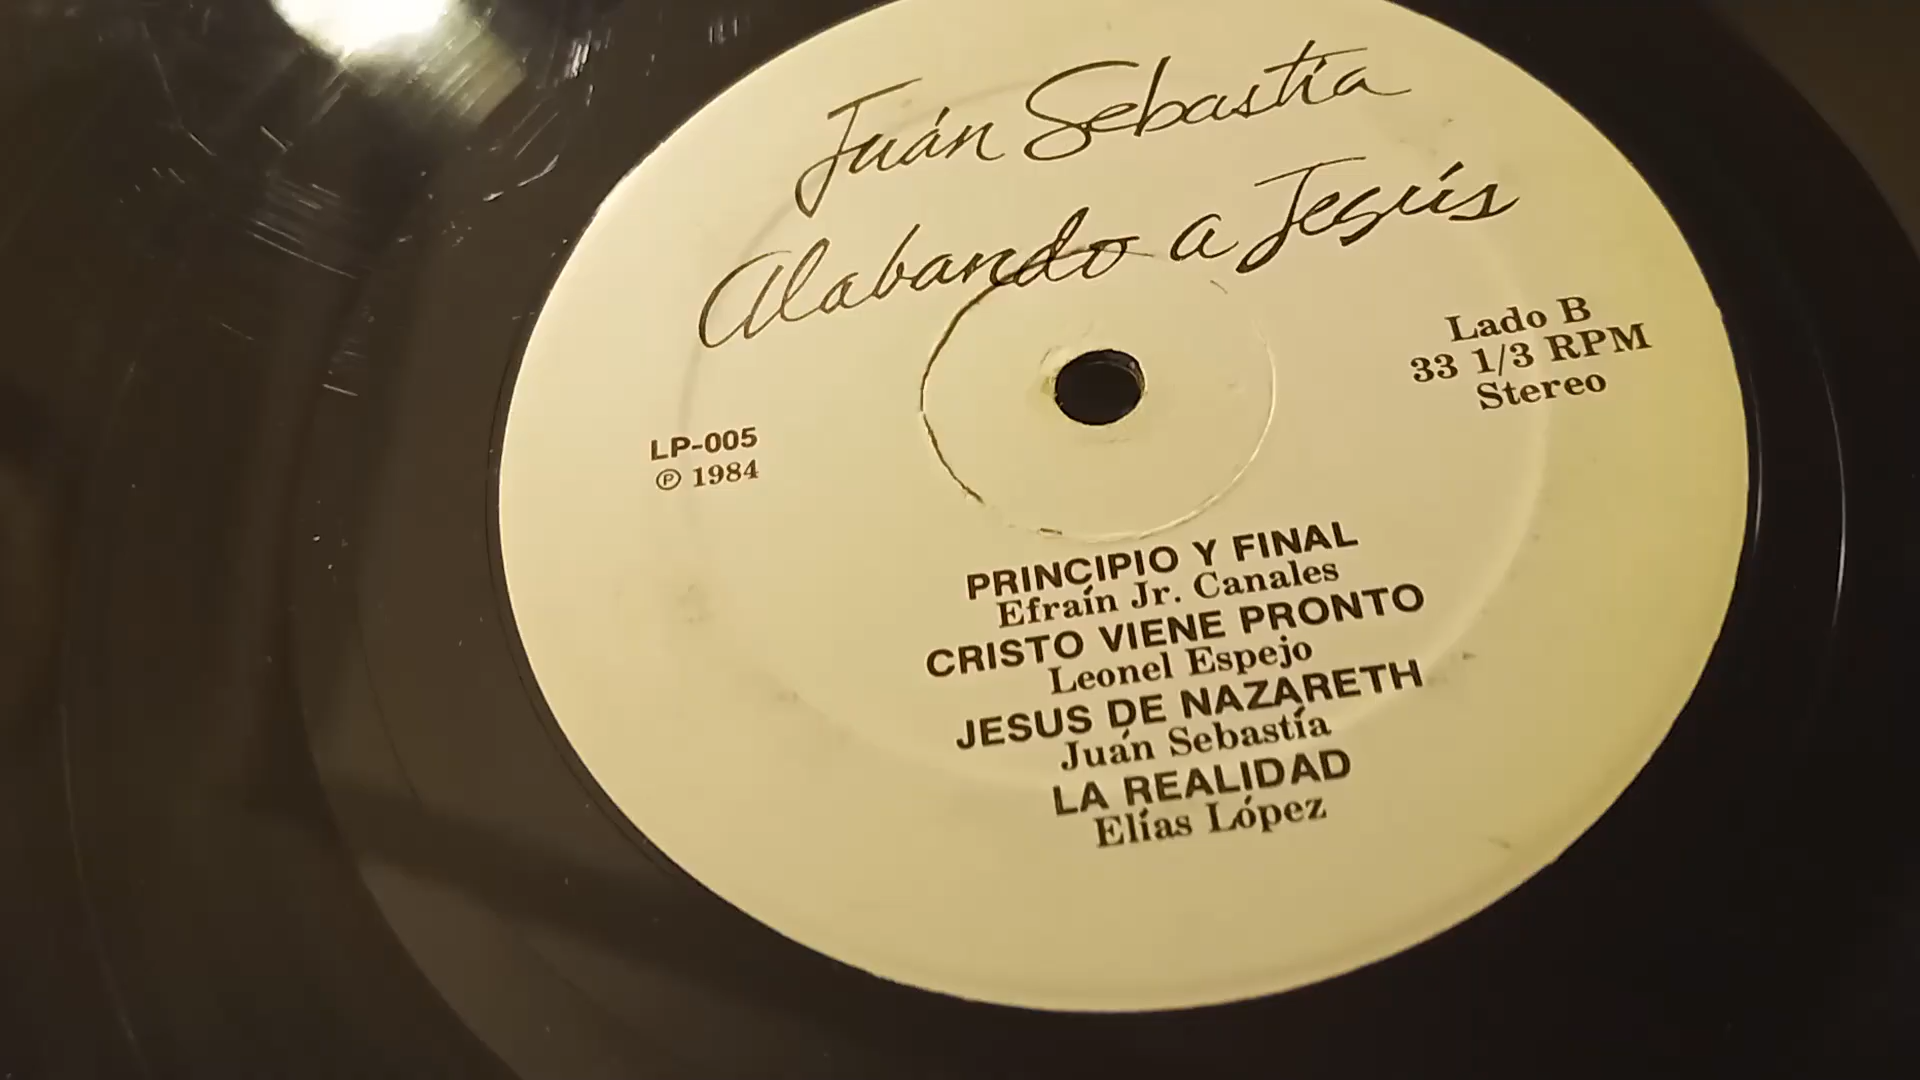 Juán Sebastía
Alabando a Jesús
Lado B
33 1/3 RPM
Stereo
LP-005
℗ 1984
PRINCIPIO Y FINAL
Efraín Jr. Canales
CRISTO VIENE PRONTO
Leonel Espejo
JESUS DE NAZARETH
Juán Sebastía
LA REALIDAD
Elías López